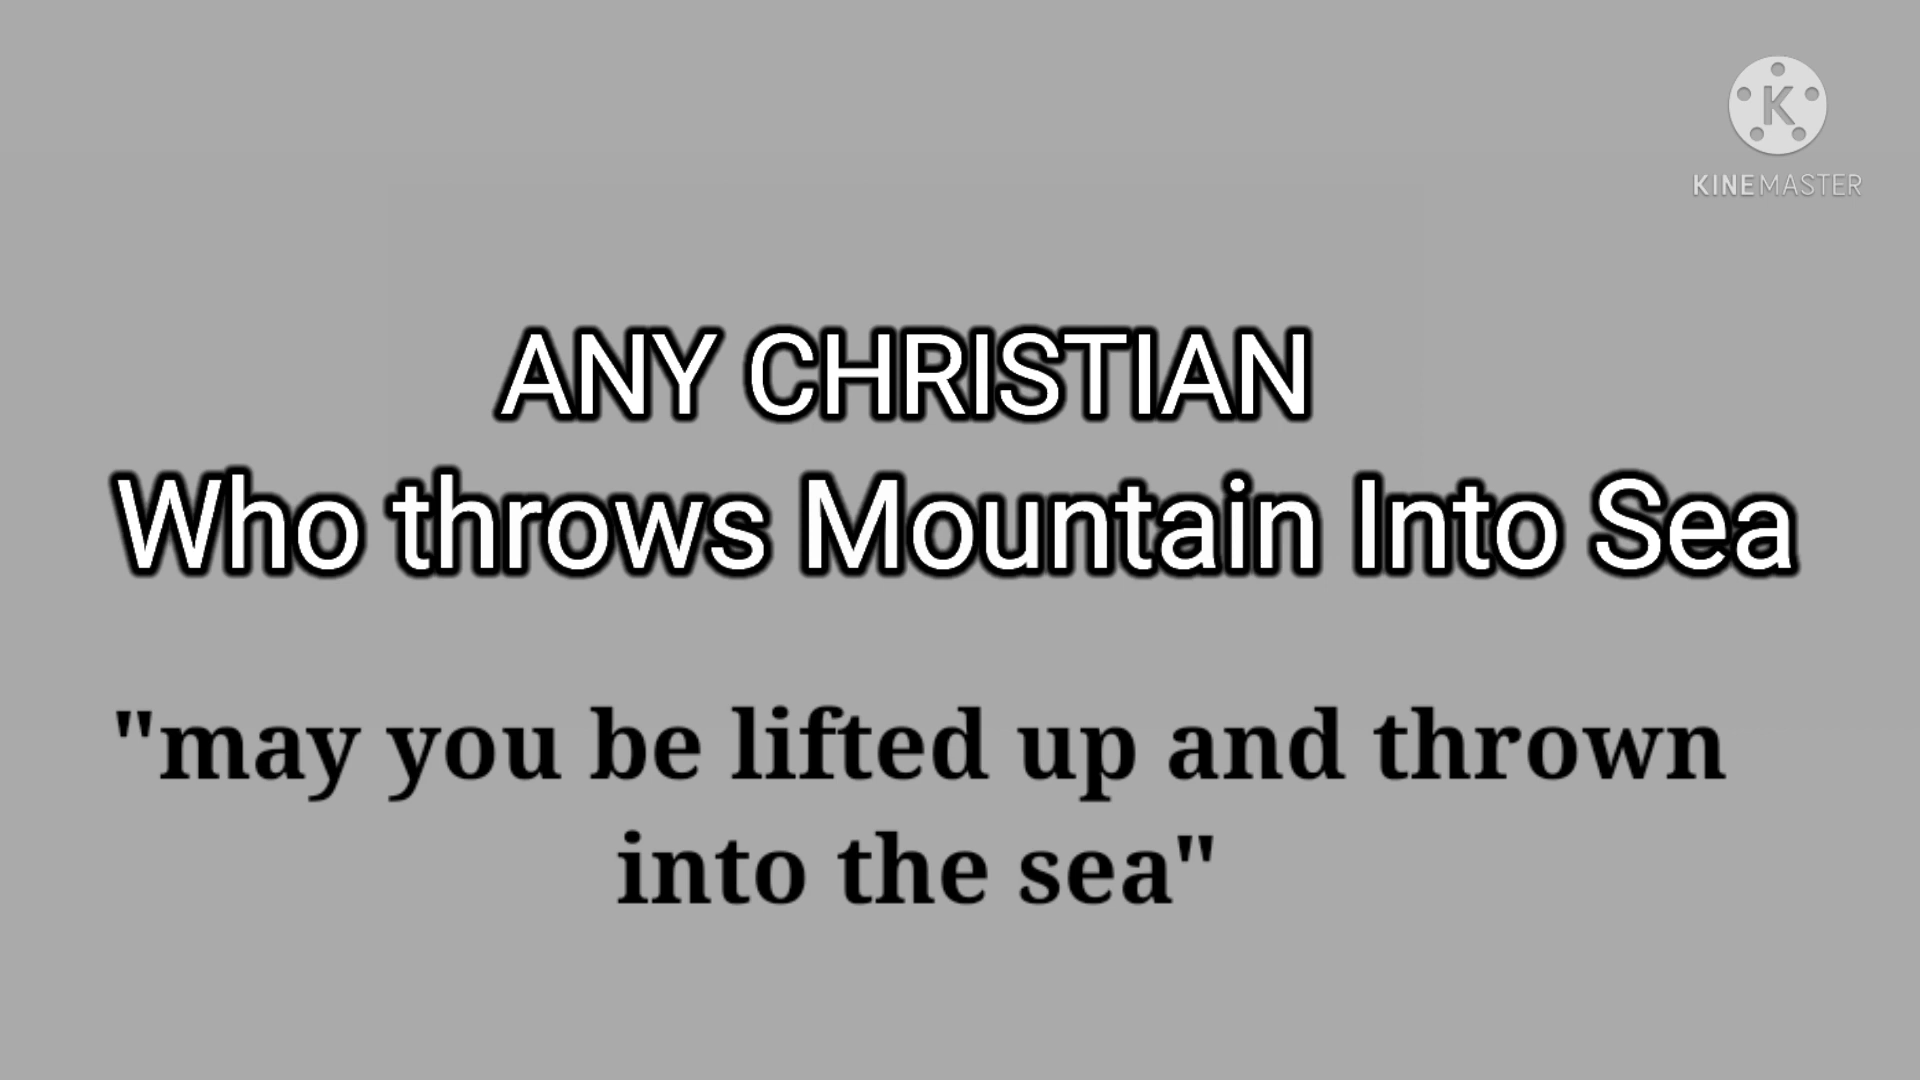 K
KINEMASTER
ANY CHRISTIAN
Who throws Mountain Into Sea
"may you be lifted up and thrown
into the sea"